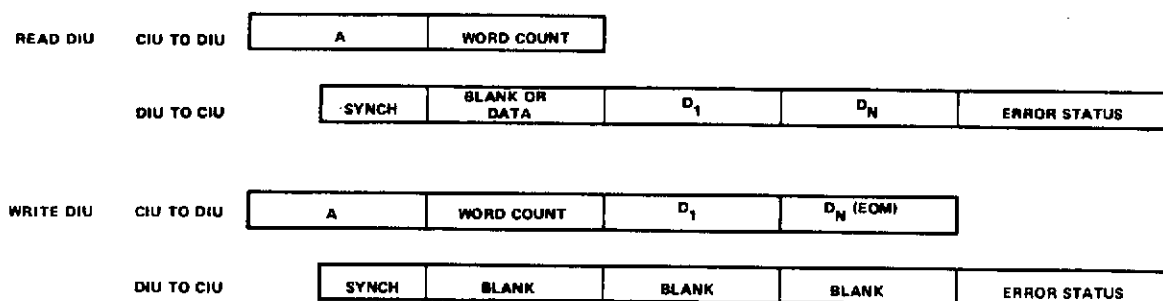 READ DIU CIU TO DIU A WORD COUNT
DIU TO CIU SYNCH BLANK OR DATA D1 DN ERROR STATUS
WRITE DIU CIU TO DIU A WORD COUNT D1 DN (EOM)
DIU TO CIU SYNCH BLANK BLANK BLANK ERROR STATUS